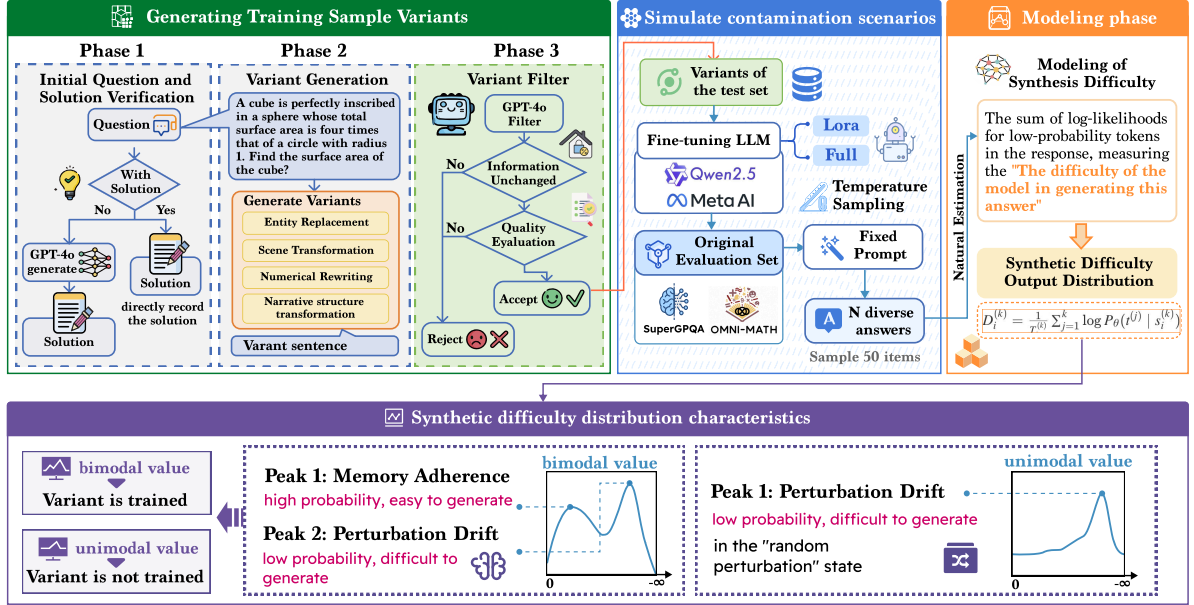 Generating Training Sample Variants
Phase 1
Initial Question and
Solution Verification
Question
With
Solution
No
Yes
GPT-4o
generate
Solution
Solution
directly record
the solution
Phase 2
Variant Generation
A cube is perfectly inscribed
in a sphere whose total
surface area is four times
that of a circle with radius
1. Find the surface area of
the cube?
Generate Variants
Entity Replacement
Scene Transformation
Numerical Rewriting
Narrative structure
transformation
Varant sentence
Phase 3
Variant Filter
GPT-4o
Filter
No
Information
Unchanged
No
Quality
Eyaluation
Accept
Reject
Simulate contamination scenarios
Variants of
the test set
Fine-tuning LLM
Lora
Full
Qwen2.5
Meta AI
Temperature
Sampling
Original
Evaluation Set
Fixed
Prompt
SuperGPQA
OMNI-MATH
A
N diverse
answers
Sample 50 items
Natural Estimation
Modeling phase
Modeling of
Synthesis Difficulty
The sum of log-likelihoods
for low-probability tokens
in the response, measuring
the "The difficulty of the
model in generating this
answer"
Synthetic Difficulty
Output Distribution
D_i^{(k)} = \frac{1}{T^{(k)}} \sum_{j=1}^{k} \log P_θ(t^{(j)} | s_i^{(k)})
Synthetic difficulty distribution characteristics
bimodal value
Variant is trained
unimodal value
Variant is not trained
Peak 1: Memory Adherence
high probability, easy to generate
Peak 2: Perturbation Drift
low probability, difficult to
generate
bimodal value
0
-∞
Peak 1: Perturbation Drift
low probability, difficult to generate
in the "random
perturbation" state
unimodal value
0
-∞